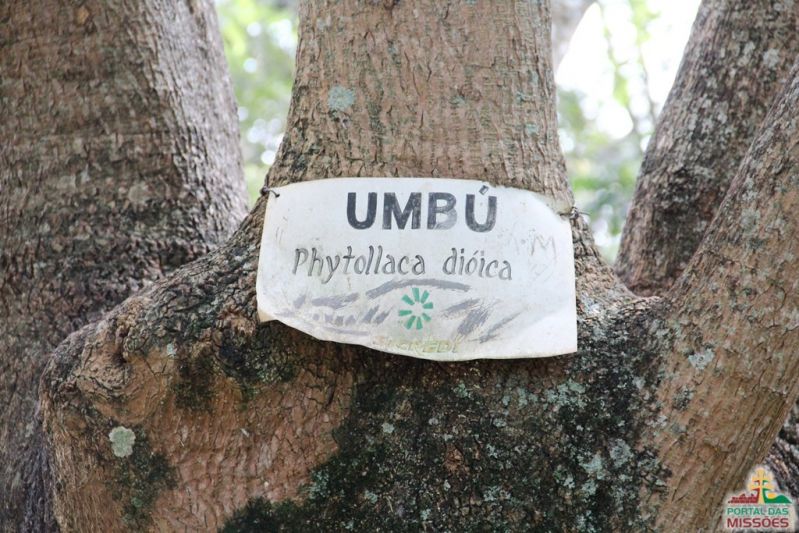 UMBÚ
Phytollaca dióica
PORTAL DAS
MISSÕES